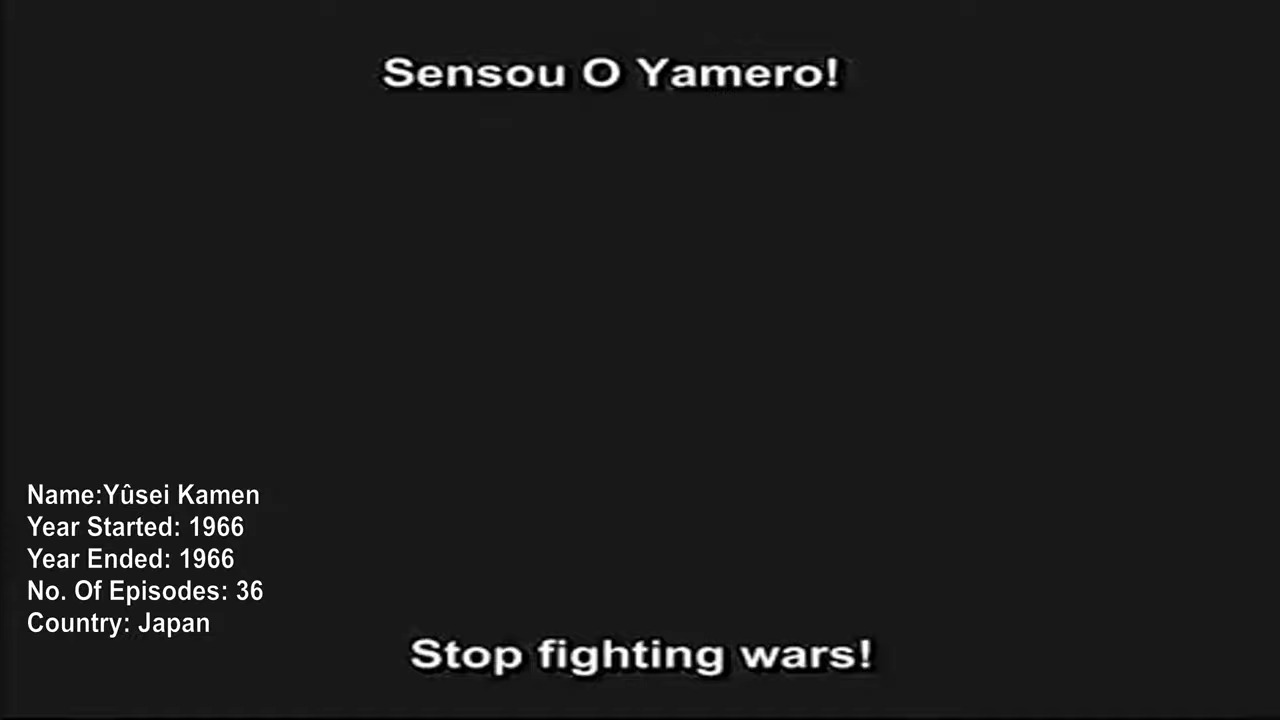 Sensou O Yamero!
Name:Yûsei Kamen
Year Started: 1966
Year Ended: 1966
No. Of Episodes: 36
Country: Japan
Stop fighting wars!